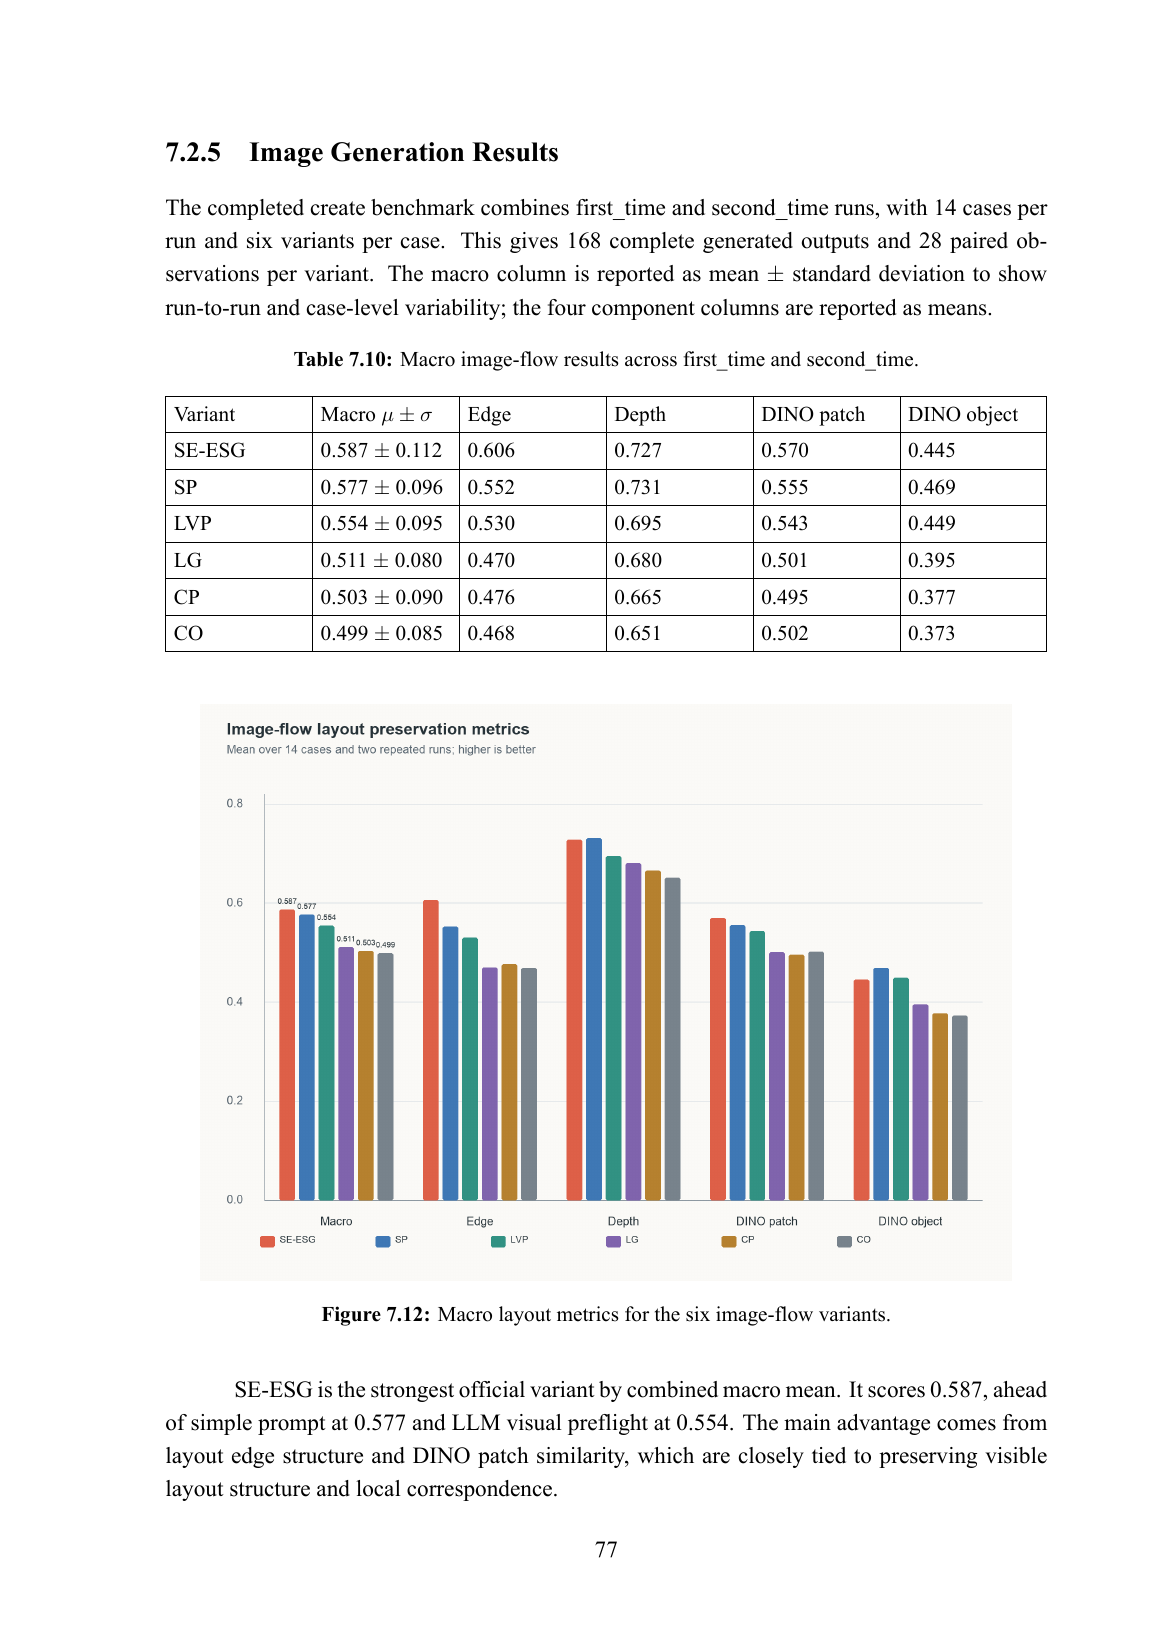 7.2.5 Image Generation Results
The completed create benchmark combines first_time and second_time runs, with 14 cases per
run and six variants per case. This gives 168 complete generated outputs and 28 paired ob-
servations per variant. The macro column is reported as mean ± standard deviation to show
run-to-run and case-level variability; the four component columns are reported as means.
Table 7.10: Macro image-flow results across first_time and second_time.
Variant Macro μ ± σ Edge Depth DINO patch DINO object
SE-ESG 0.587 ± 0.112 0.606 0.727 0.570 0.445
SP 0.577 ± 0.096 0.552 0.731 0.555 0.469
LVP 0.554 ± 0.095 0.530 0.695 0.543 0.449
LG 0.511 ± 0.080 0.470 0.680 0.501 0.395
CP 0.503 ± 0.090 0.476 0.665 0.495 0.377
CO 0.499 ± 0.085 0.468 0.651 0.502 0.373
Image-flow layout preservation metrics
Mean over 14 cases and two repeated runs; higher is better
0.8
0.6
0.587 0.577 0.554 0.511 0.503 0.499
0.4
0.2
0.0
Macro Edge Depth DINO patch DINO object
SE-ESG SP LVP LG CP CO
Figure 7.12: Macro layout metrics for the six image-flow variants.
SE-ESG is the strongest official variant by combined macro mean. It scores 0.587, ahead
of simple prompt at 0.577 and LLM visual preflight at 0.554. The main advantage comes from
layout edge structure and DINO patch similarity, which are closely tied to preserving visible
layout structure and local correspondence.
77